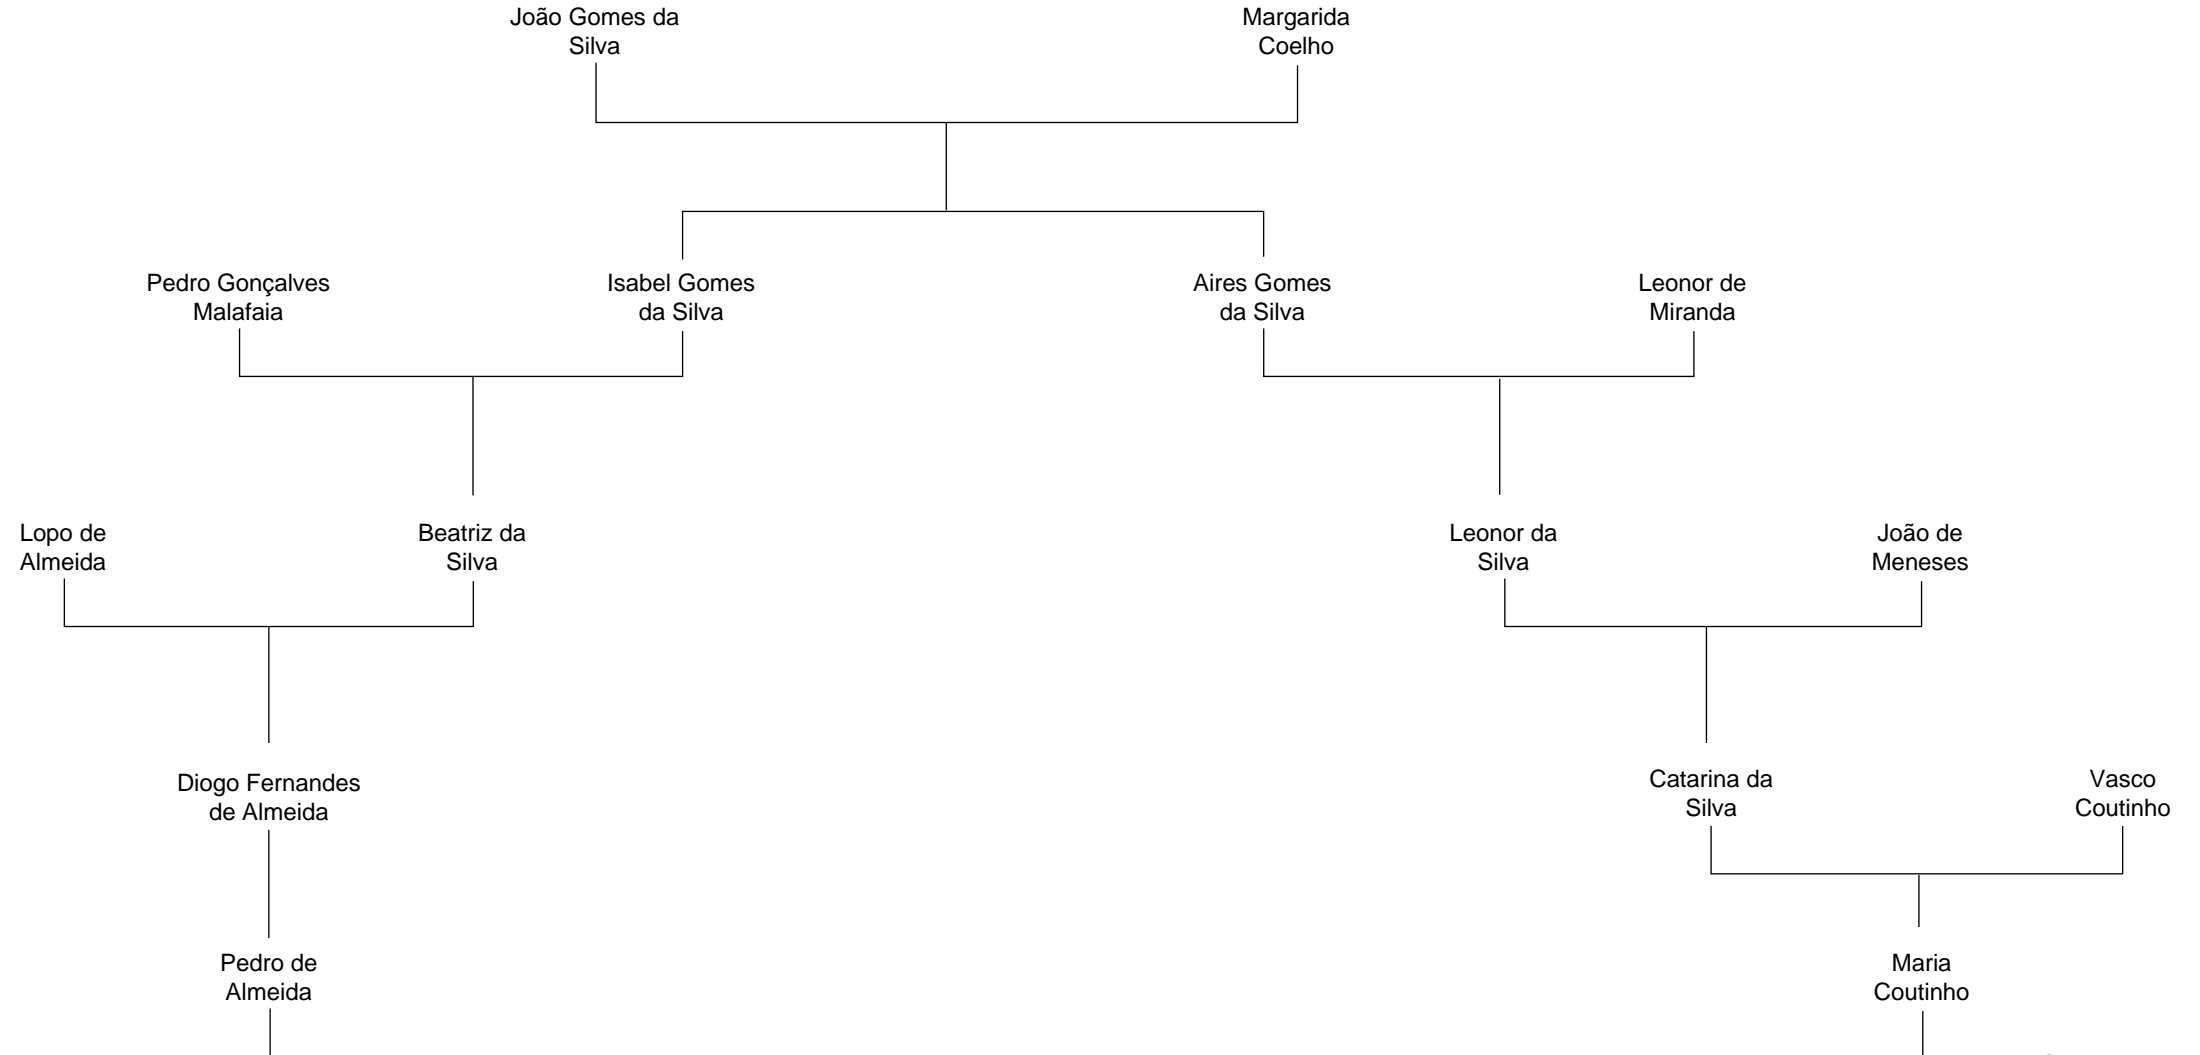 João Gomes da
Silva
Margarida
Coelho
Pedro Gonçalves
Malafaia
Isabel Gomes
da Silva
Aires Gomes
da Silva
Leonor de
Miranda
Lopo de
Almeida
Beatriz da
Silva
Leonor da
Silva
João de
Meneses
Diogo Fernandes
de Almeida
Catarina da
Silva
Vasco
Coutinho
Pedro de
Almeida
Maria
Coutinho